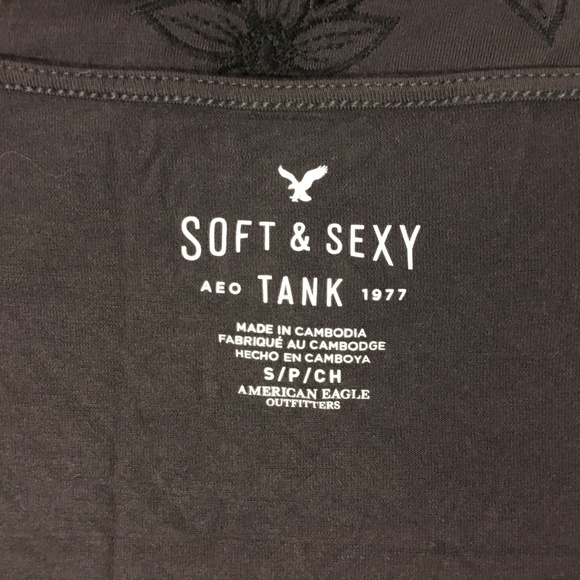 SOFT & SEXY
AEO TANK 1977
MADE IN CAMBODIA
FABRIQUÉ AU CAMBODGE
HECHO EN CAMBOYA
S/P/CH
AMERICAN EAGLE
OUTFITTERS